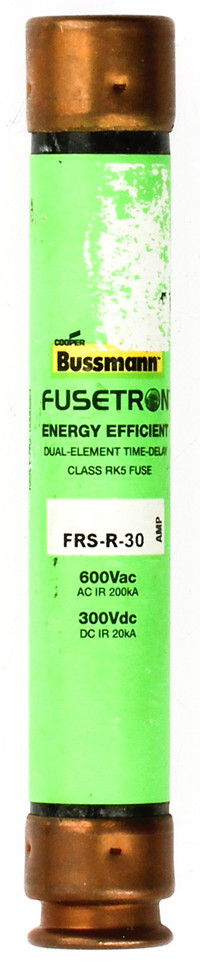 COOPER
Bussmann
FUSETRON
ENERGY EFFICIENT
DUAL-ELEMENT TIME-DELAY
CLASS RK5 FUSE
FRS-R-30
AMP
600Vac
AC IR 200kA
300Vdc
DC IR 20kA